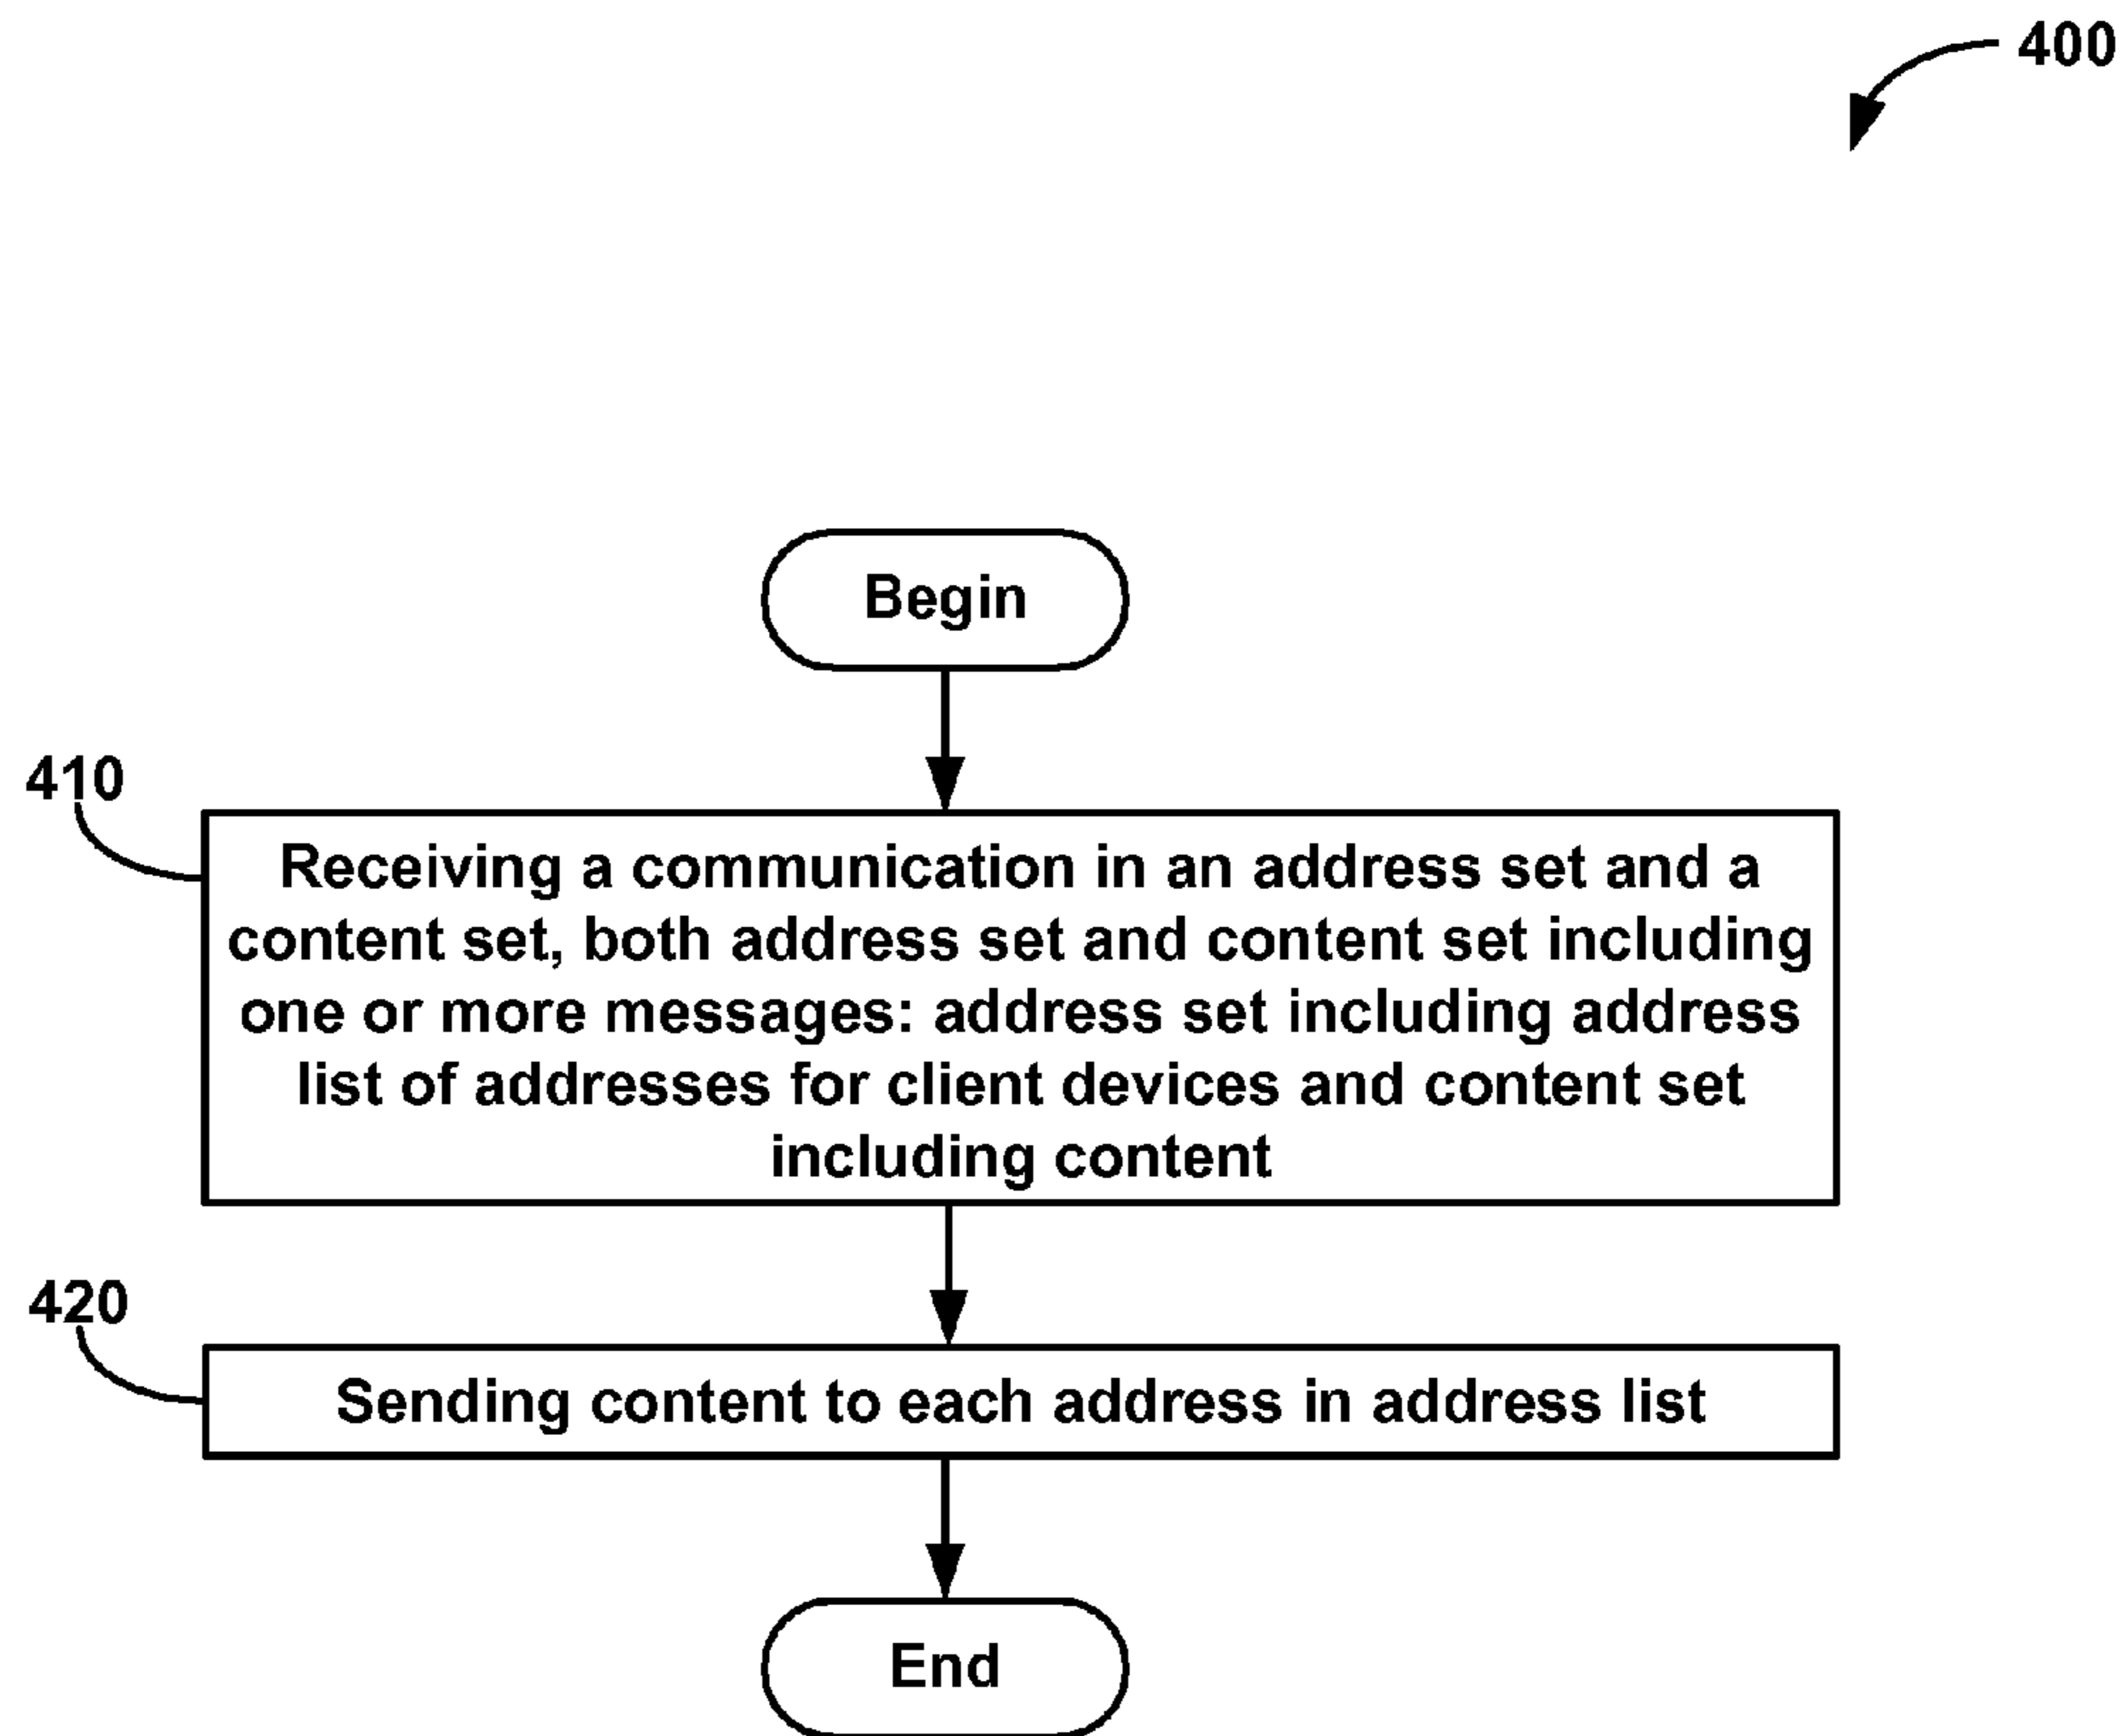 400
Begin
410
Receiving a communication in an address set and a
content set, both address set and content set including
one or more messages: address set including address
list of addresses for client devices and content set
including content
420
Sending content to each address in address list
End